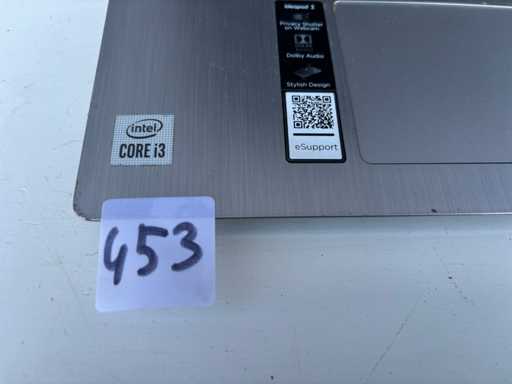 ideapad 3
Privacy Shutter
on Webcam
Dolby Audio
Stylish Design
eSupport
intel
CORE i3
453